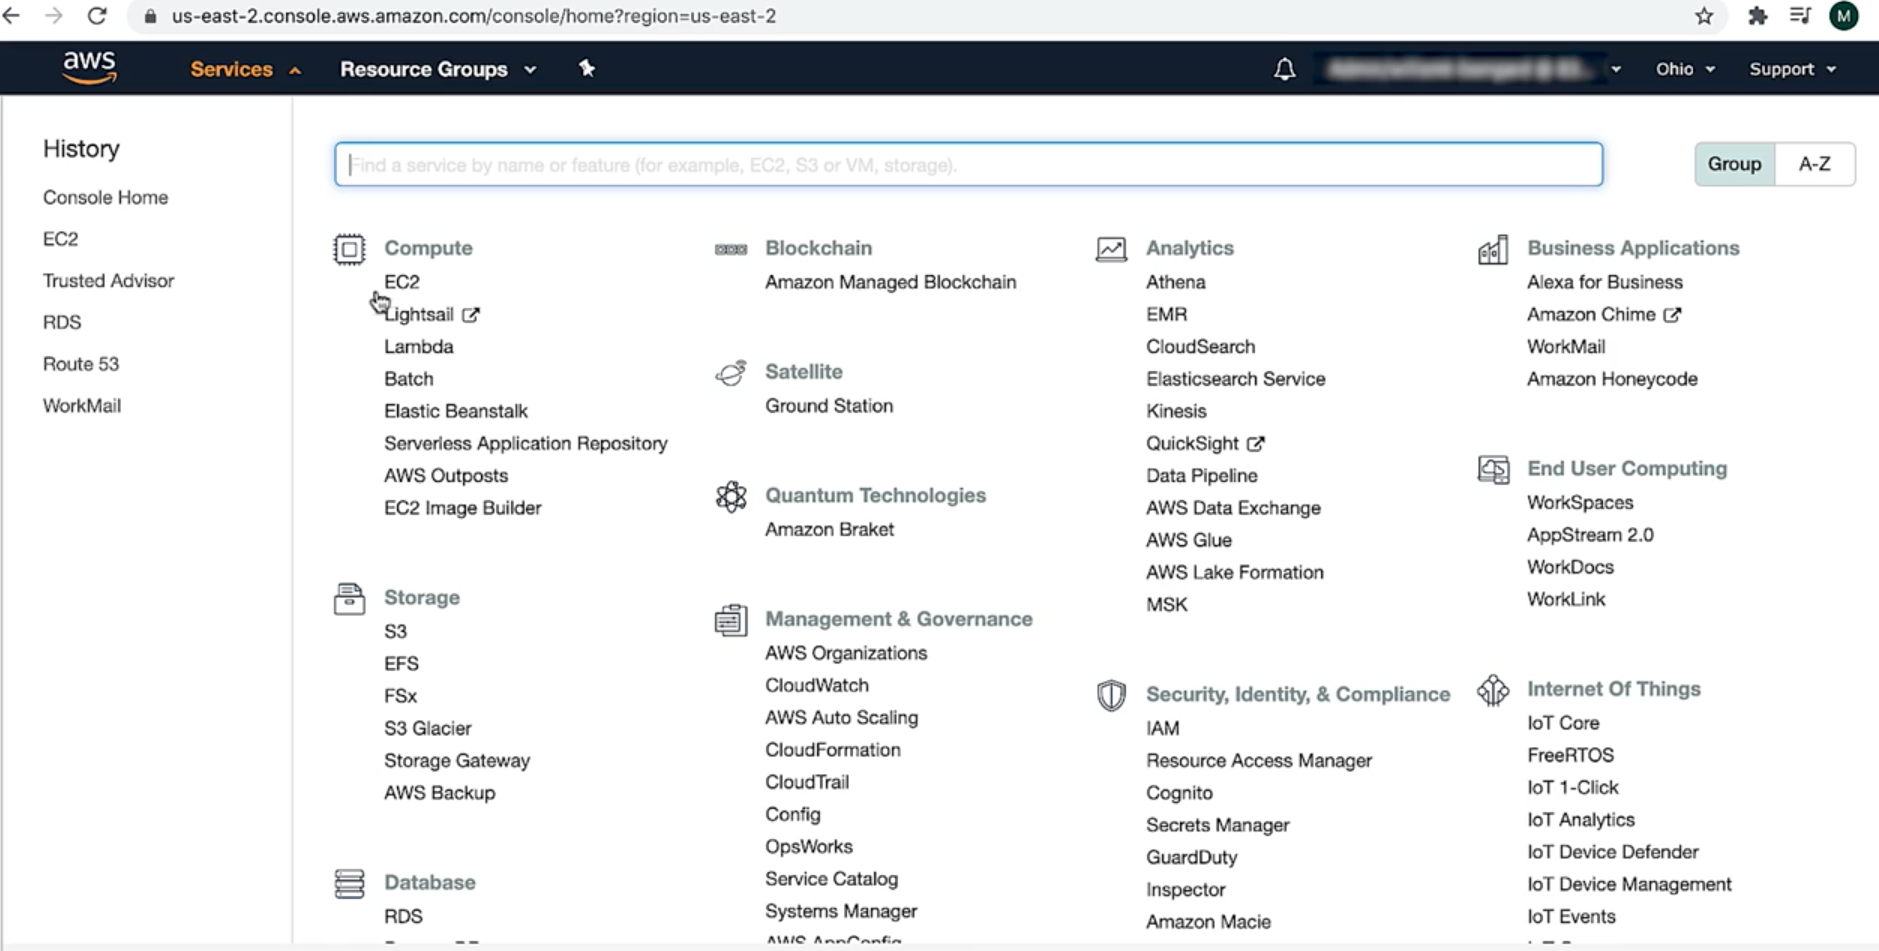 us-east-2.console.aws.amazon.com/console/home?region=us-east-2
M
aws
Services
Resource Groups
Ohio
Support
History
Console Home
EC2
Trusted Advisor
RDS
Route 53
WorkMail
Find a service by name or feature (for example, EC2, S3 or VM, storage).
Group
A-Z
Compute
EC2
Lightsail
Lambda
Batch
Elastic Beanstalk
Serverless Application Repository
AWS Outposts
EC2 Image Builder
Storage
S3
EFS
FSx
S3 Glacier
Storage Gateway
AWS Backup
Database
RDS
Blockchain
Amazon Managed Blockchain
Satellite
Ground Station
Quantum Technologies
Amazon Braket
Management & Governance
AWS Organizations
CloudWatch
AWS Auto Scaling
CloudFormation
CloudTrail
Config
OpsWorks
Service Catalog
Systems Manager
AWS AppConfig
Analytics
Athena
EMR
CloudSearch
Elasticsearch Service
Kinesis
QuickSight
Data Pipeline
AWS Data Exchange
AWS Glue
AWS Lake Formation
MSK
Security, Identity, & Compliance
IAM
Resource Access Manager
Cognito
Secrets Manager
GuardDuty
Inspector
Amazon Macie
Business Applications
Alexa for Business
Amazon Chime
WorkMail
Amazon Honeycode
End User Computing
WorkSpaces
AppStream 2.0
WorkDocs
WorkLink
Internet Of Things
IoT Core
FreeRTOS
IoT 1-Click
IoT Analytics
IoT Device Defender
IoT Device Management
IoT Events